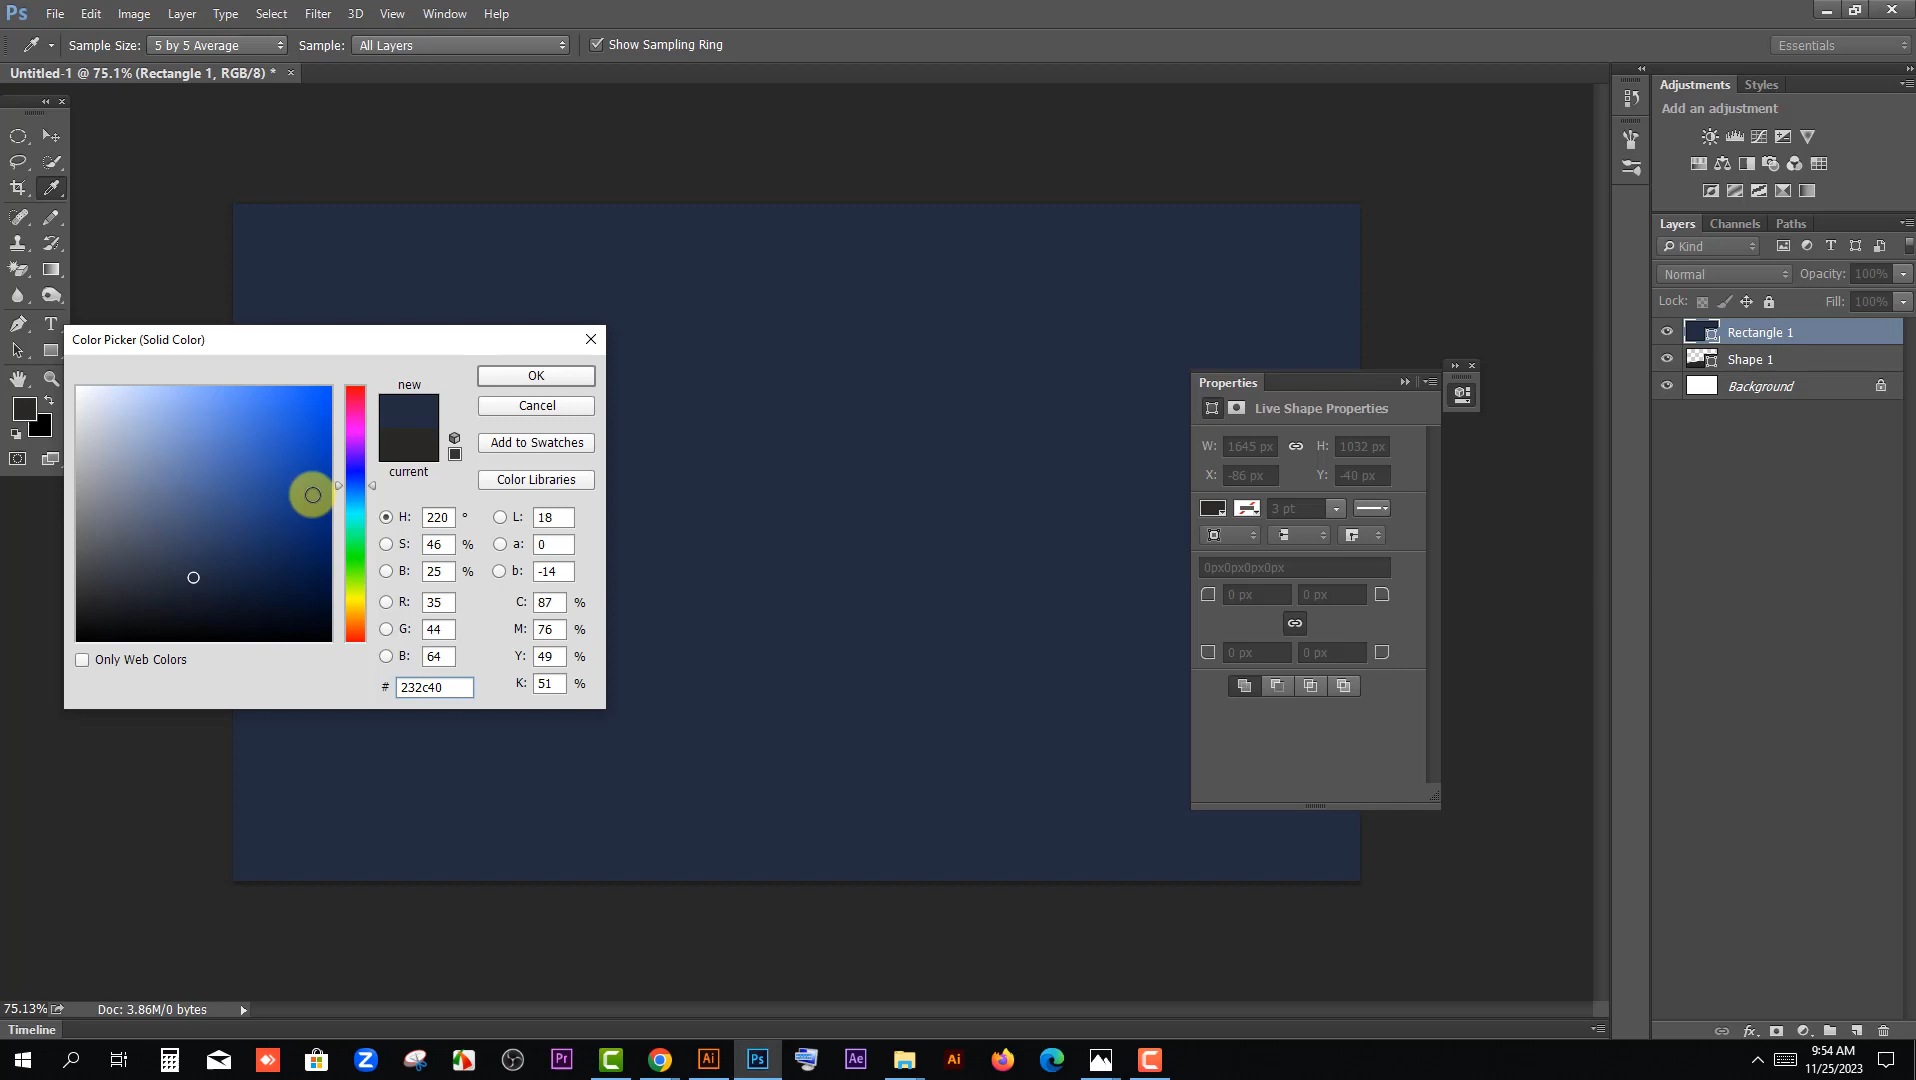 Ps File Edit Image Layer Type Select Filter 3D View Window Help
Sample Size: 5 by 5 Average Sample: All Layers Show Sampling Ring Essentials
Untitled-1 @ 75.1% (Rectangle 1, RGB/8) * ×
Adjustments Styles
Add an adjustment
Layers Channels Paths
Kind
Normal Opacity: 100%
Lock: Fill: 100%
Rectangle 1
Shape 1
Background
Color Picker (Solid Color)
new
current
OK
Cancel
Add to Swatches
Color Libraries
H: 220 ° L: 18
S: 46 % a: 0
B: 25 % b: -14
R: 35 C: 87 %
G: 44 M: 76 %
B: 64 Y: 49 %
# 232c40 K: 51 %
Only Web Colors
Properties
Live Shape Properties
W: 1645 px H: 1032 px
X: -86 px Y: -40 px
3 pt
0px0px0px0px
0 px 0 px
0 px 0 px
75.13% Doc: 3.86M/0 bytes
Timeline
Pr Ai Ps Ae Ai
9:54 AM
11/25/2023